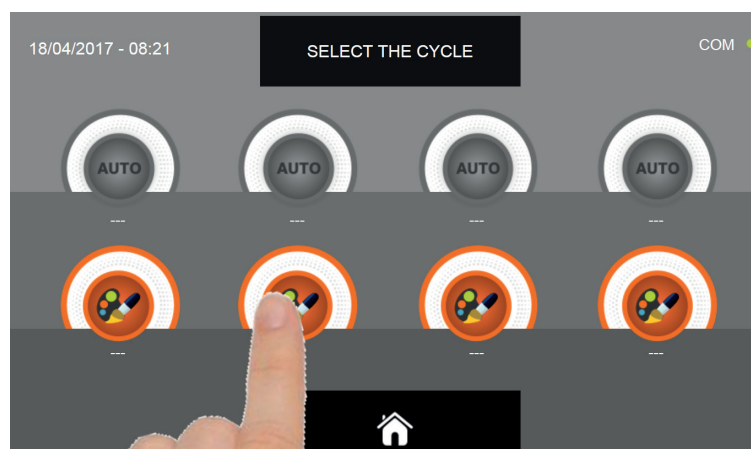 18/04/2017 - 08:21
SELECT THE CYCLE
COM
AUTO AUTO AUTO AUTO
--- --- --- ---
--- --- --- ---